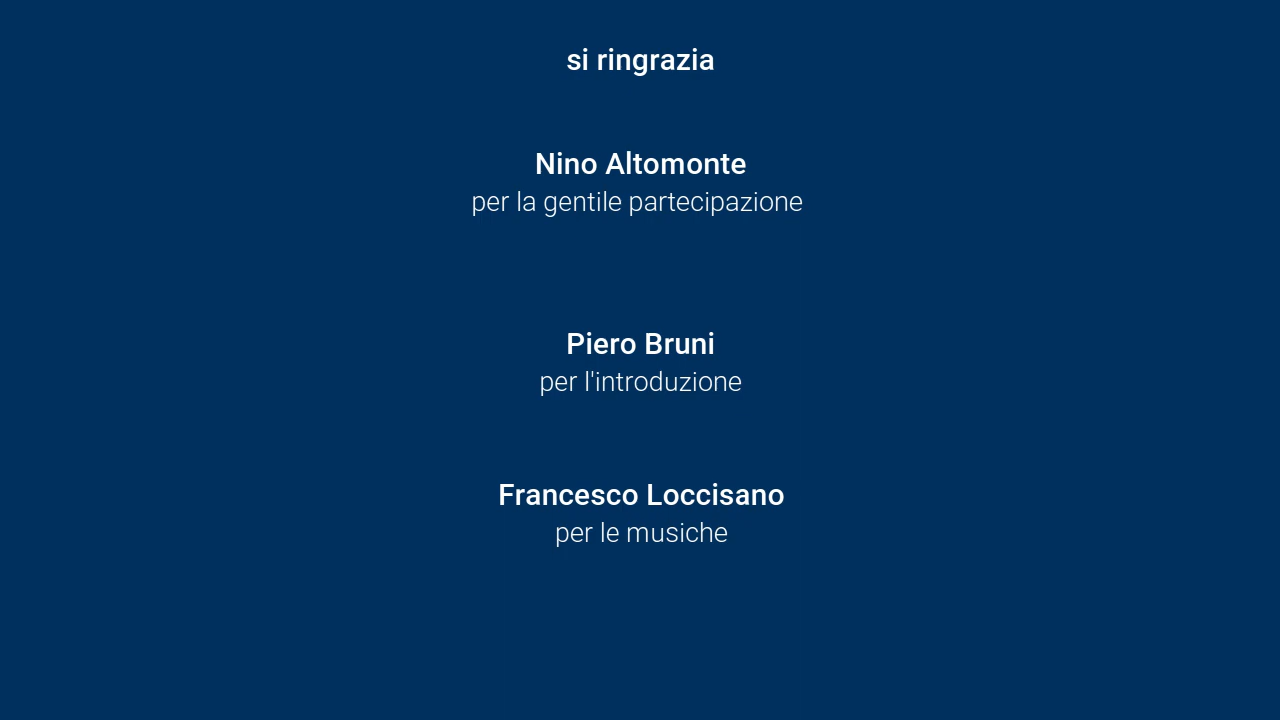 si ringrazia
Nino Altomonte
per la gentile partecipazione
Piero Bruni
per l'introduzione
Francesco Loccisano
per le musiche